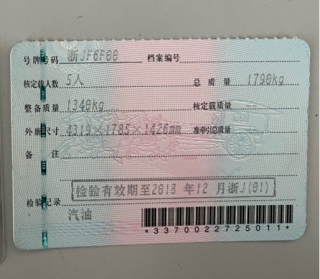 号牌号码 浙JF6F00 档案编号
核定载人数 5人 总质量 1790kg
整备质量 1340kg 核定载质量
外廓尺寸 4319×1785×1426mm 准牵引总质量
备注
检验有效期至2018年12月浙J(01)
检验记录
汽油
*3370022725011*